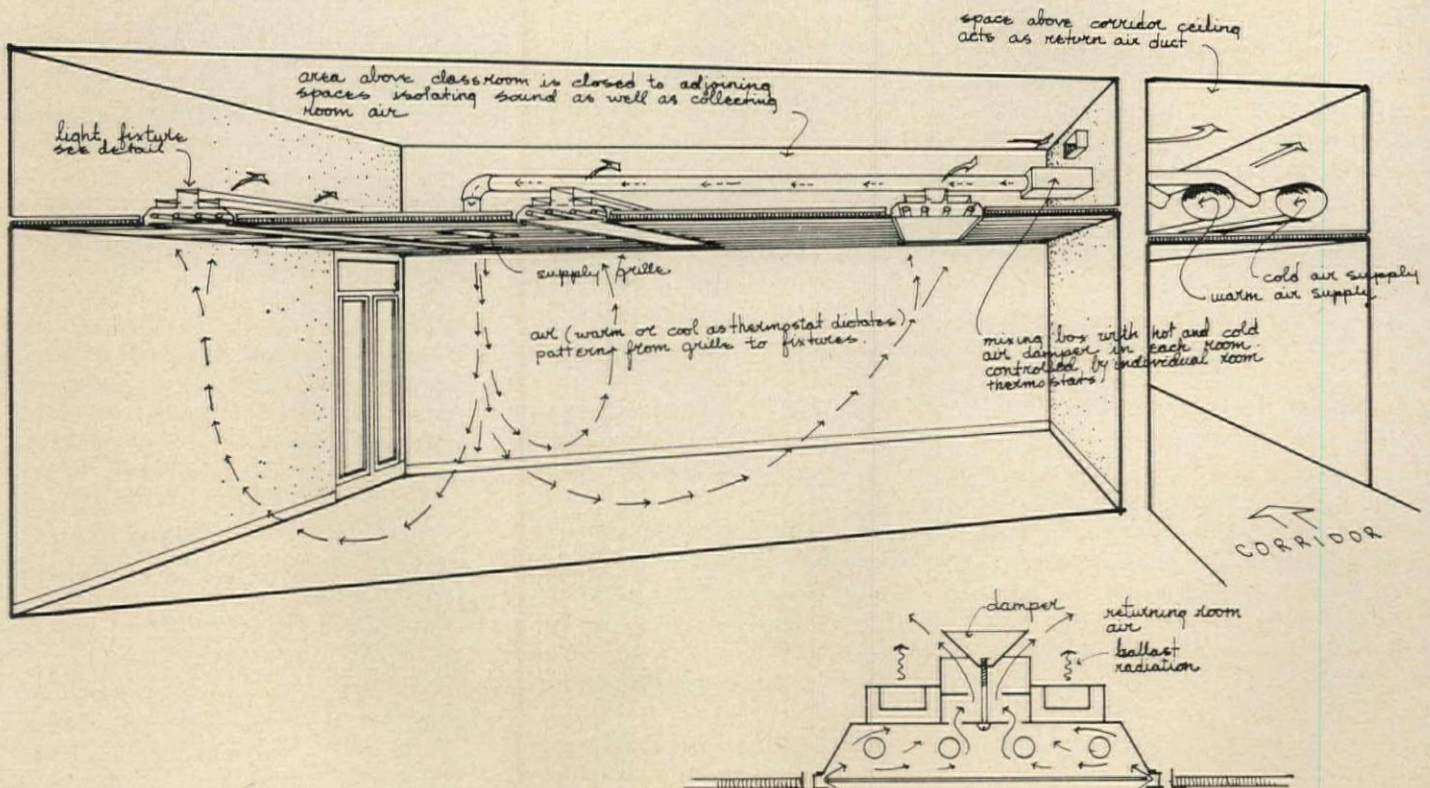 space above corridor ceiling
acts as return air duct
area above classroom is closed to adjoining
spaces isolating sound as well as collecting
room air
light fixture
see detail
supply grille
air (warm or cool as thermostat dictates)
pattern from grille to fixtures.
cold air supply
warm air supply
mixing box with hot and cold
air damper in each room.
controlled by individual room
thermostats
CORRIDOR
damper
returning room
air
ballast
radiation